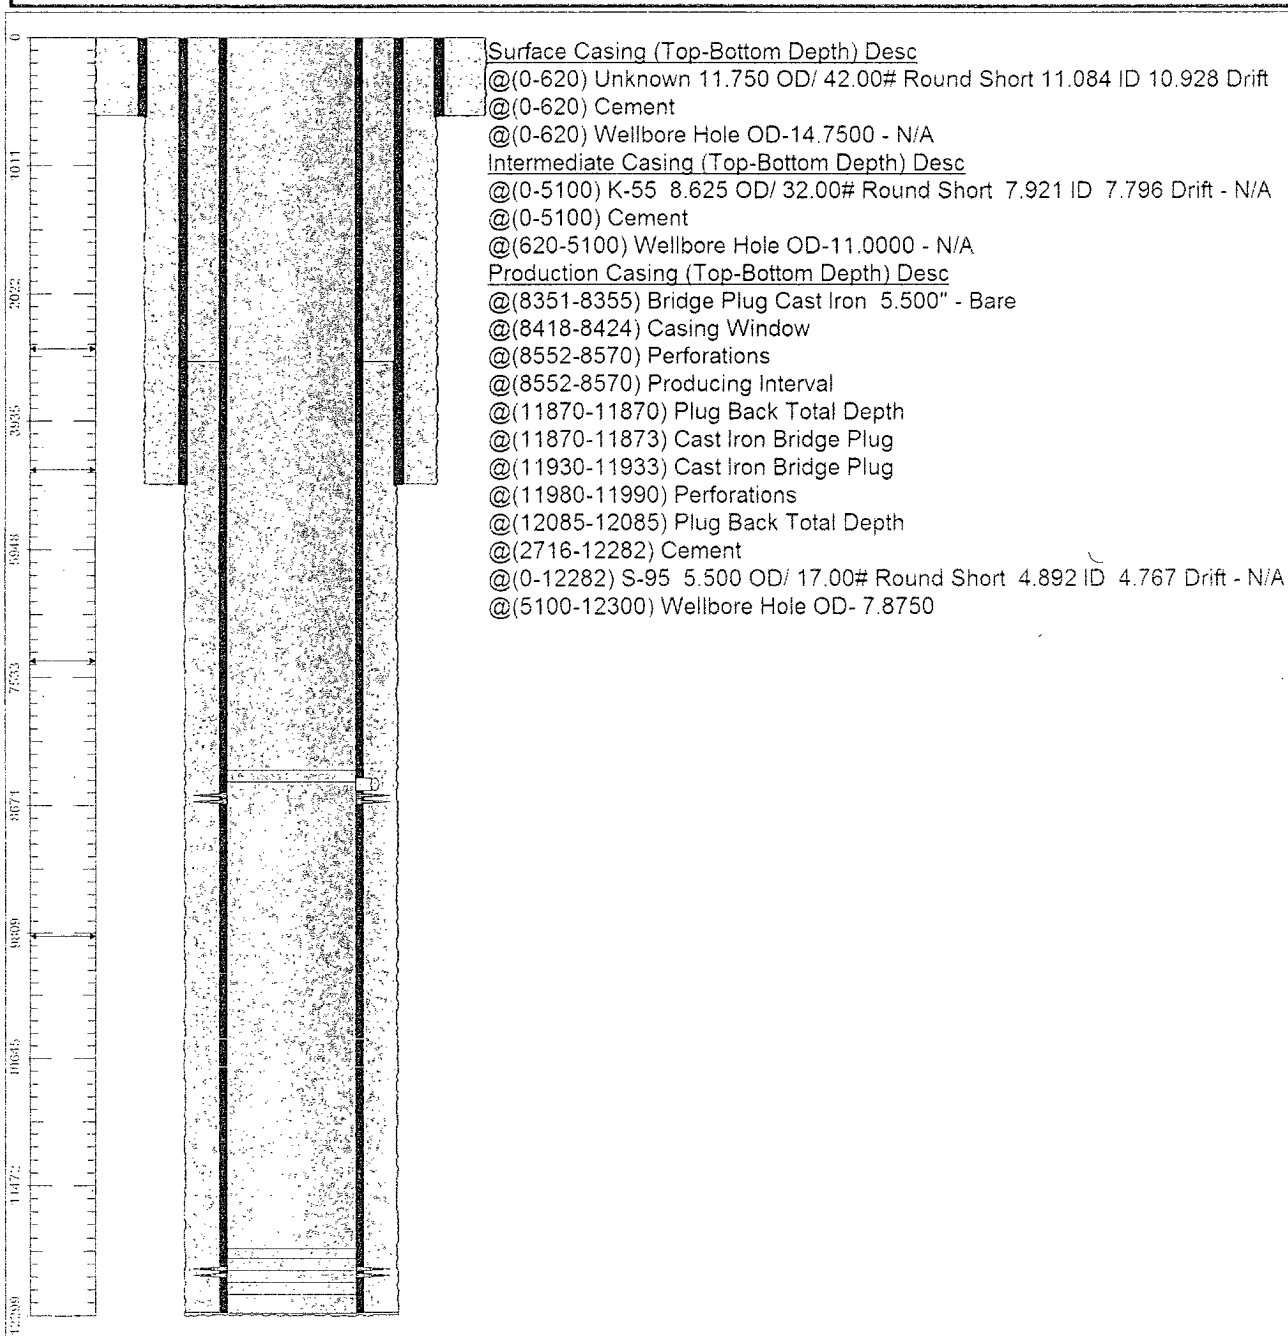 Surface Casing (Top-Bottom Depth) Desc
@(0-620) Unknown 11.750 OD/ 42.00# Round Short 11.084 ID 10.928 Drift
@(0-620) Cement
@(0-620) Wellbore Hole OD-14.7500 - N/A
Intermediate Casing (Top-Bottom Depth) Desc
@(0-5100) K-55 8.625 OD/ 32.00# Round Short 7.921 ID 7.796 Drift - N/A
@(0-5100) Cement
@(620-5100) Wellbore Hole OD-11.0000 - N/A
Production Casing (Top-Bottom Depth) Desc
@(8351-8355) Bridge Plug Cast Iron 5.500" - Bare
@(8418-8424) Casing Window
@(8552-8570) Perforations
@(8552-8570) Producing Interval
@(11870-11870) Plug Back Total Depth
@(11870-11873) Cast Iron Bridge Plug
@(11930-11933) Cast Iron Bridge Plug
@(11980-11990) Perforations
@(12085-12085) Plug Back Total Depth
@(2716-12282) Cement
@(0-12282) S-95 5.500 OD/ 17.00# Round Short 4.892 ID 4.767 Drift - N/A
@(5100-12300) Wellbore Hole OD- 7.8750
0
1011
2022
3935
5948
7533
8674
9809
10645